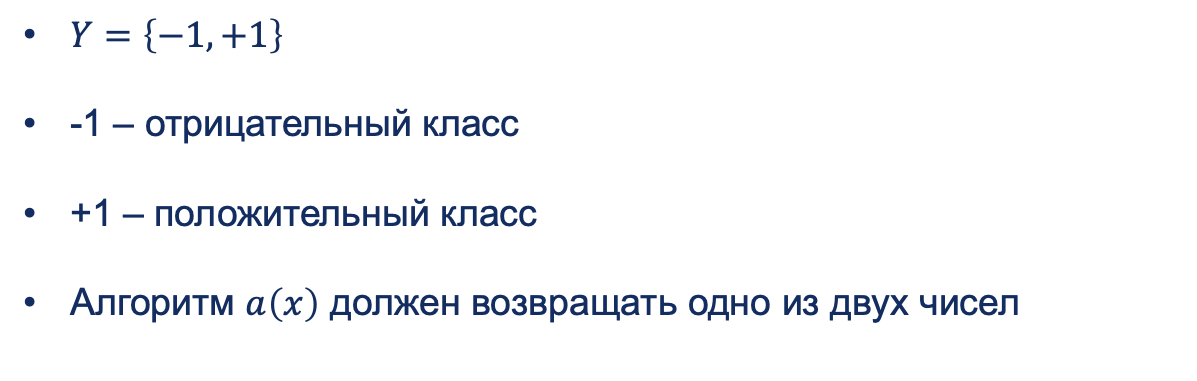 • Y = {−1, +1}
• -1 – отрицательный класс
• +1 – положительный класс
• Алгоритм a(x) должен возвращать одно из двух чисел